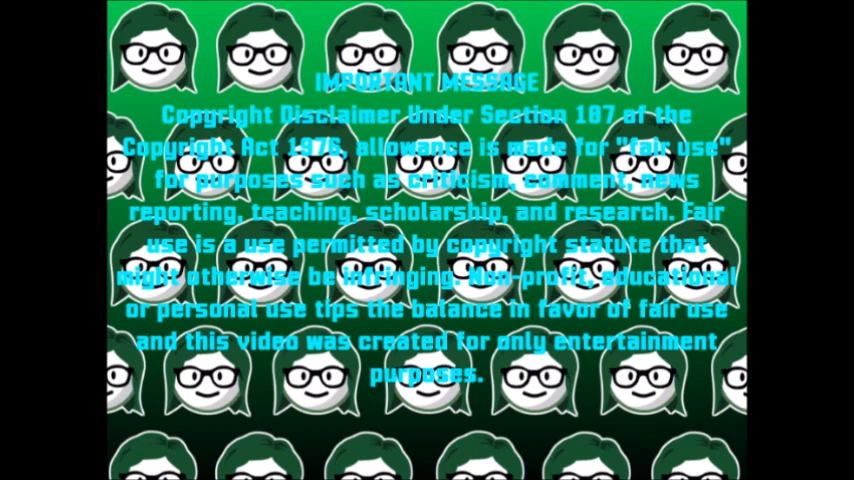 IMPORTANT MESSAGE
Copyright Disclaimer Under Section 107 of the
Copyright Act 1976, allowance is made for "fair use"
for purposes such as criticism, comment, news
reporting, teaching, scholarship, and research. Fair
use is a use permitted by copyright statute that
might otherwise be infringing. Non-profit, educational
or personal use tips the balance in favor of fair use
and this video was created for only entertainment
purposes.